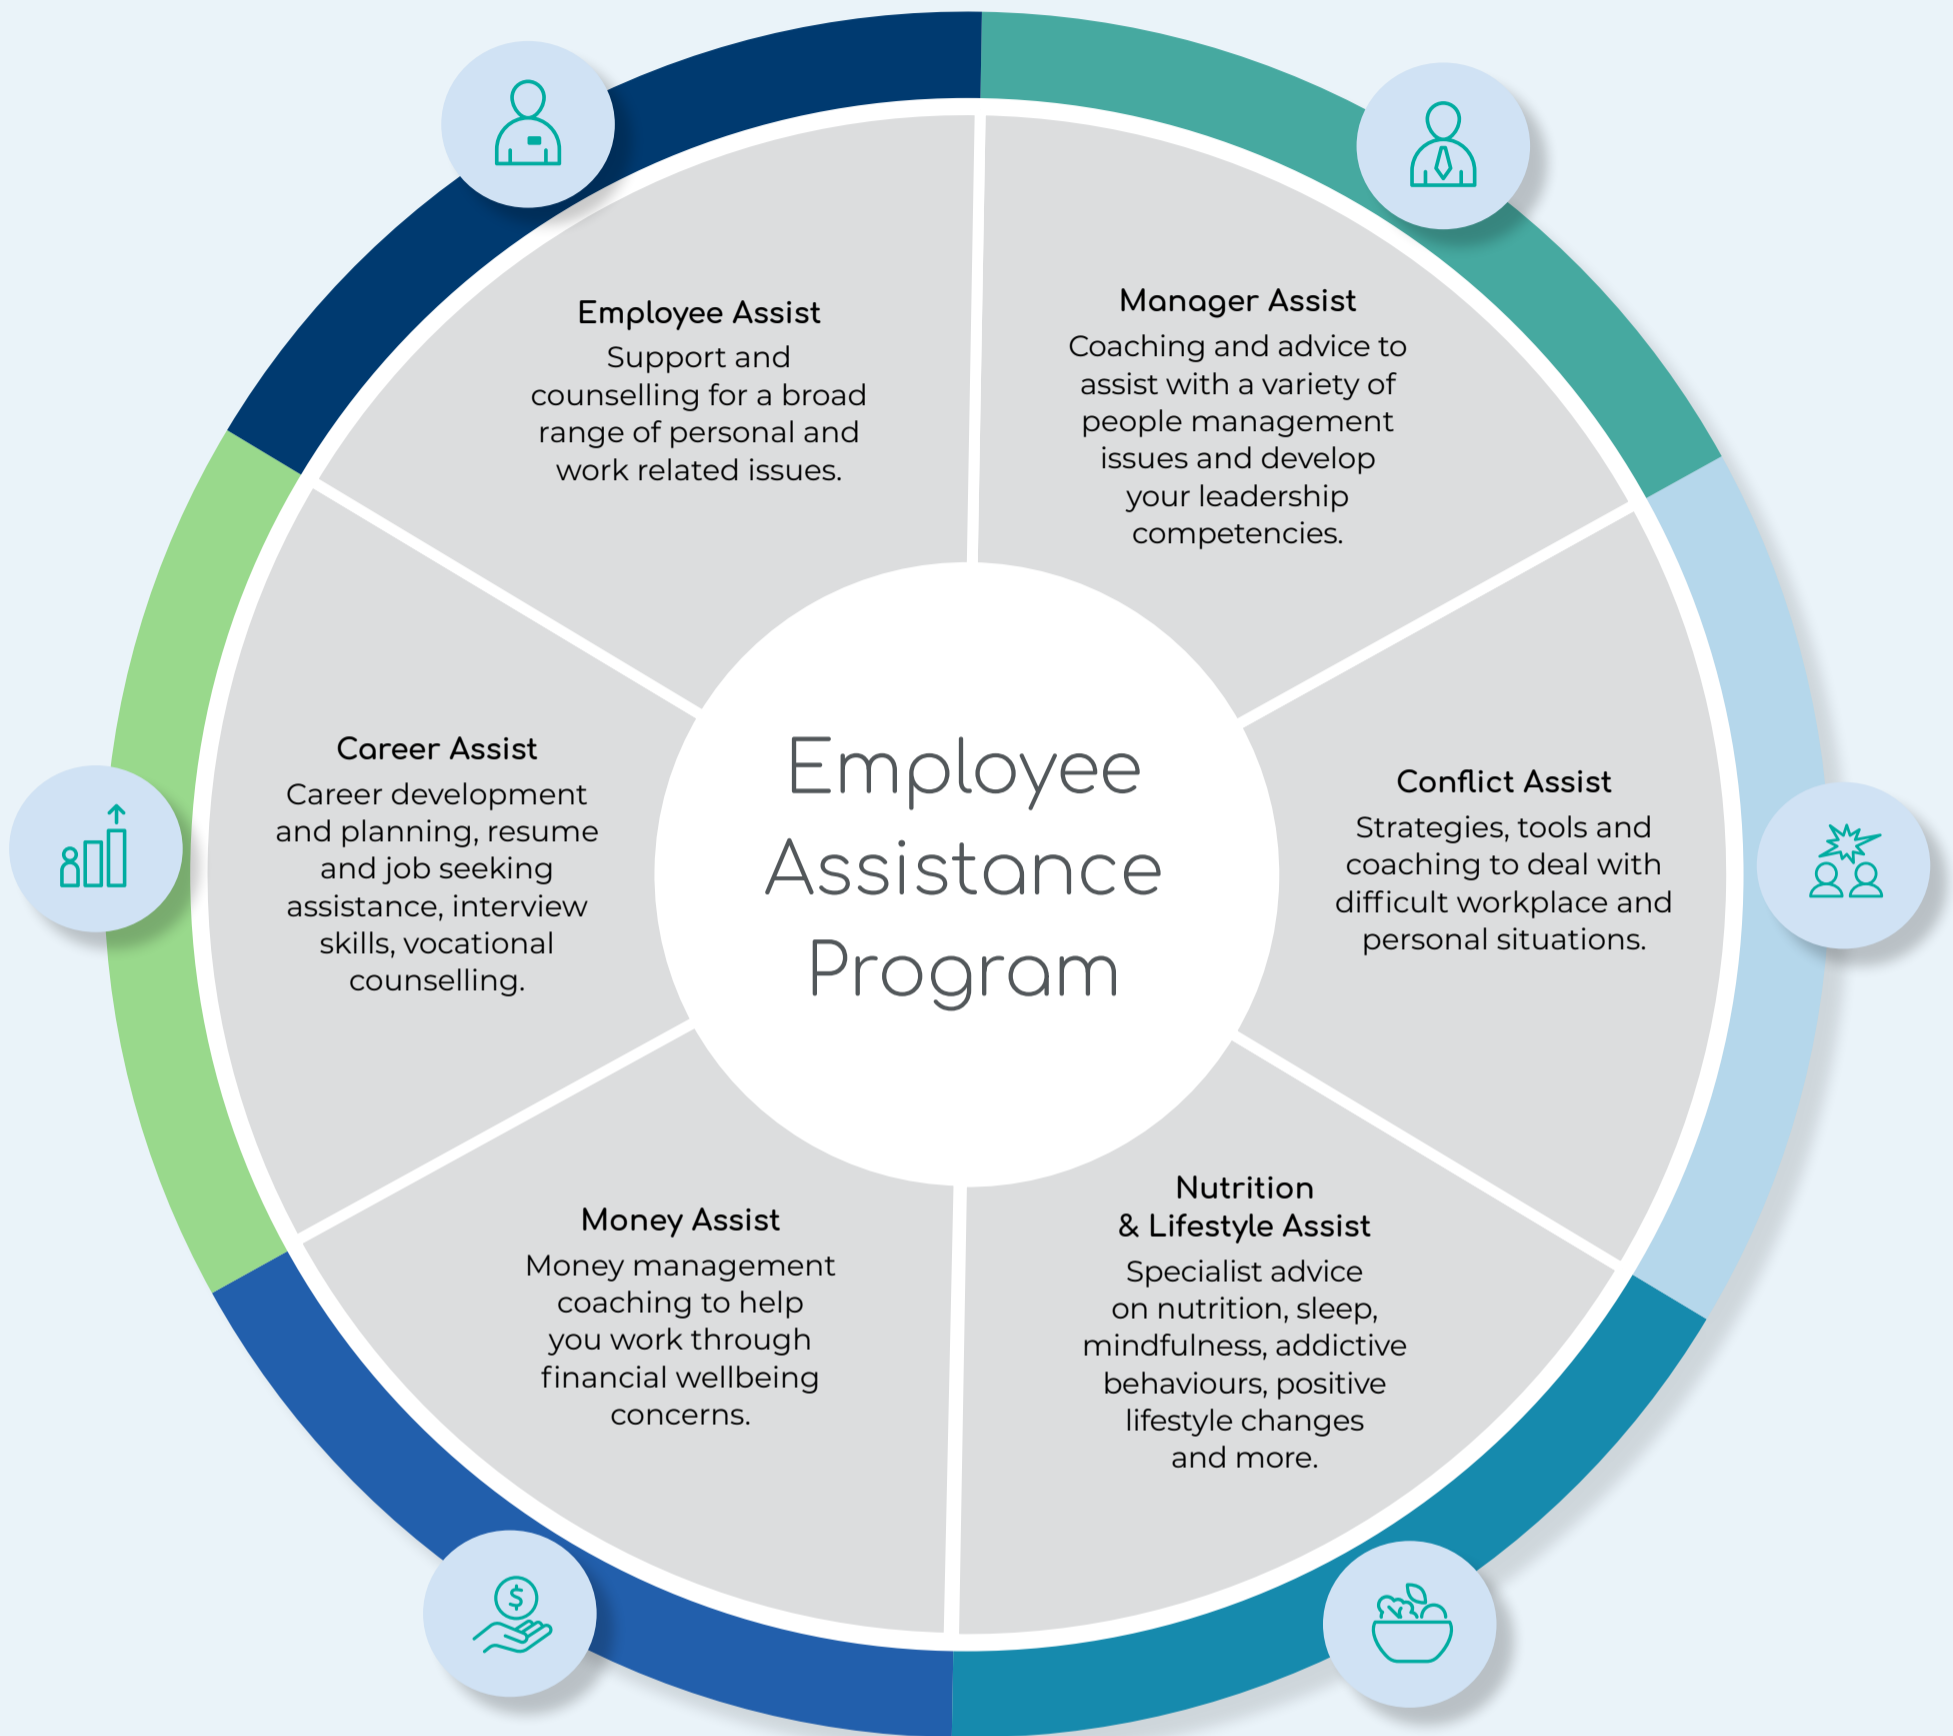 Employee Assist
Support and
counselling for a broad
range of personal and
work related issues.
Manager Assist
Coaching and advice to
assist with a variety of
people management
issues and develop
your leadership
competencies.
Conflict Assist
Strategies, tools and
coaching to deal with
difficult workplace and
personal situations.
Nutrition
& Lifestyle Assist
Specialist advice
on nutrition, sleep,
mindfulness, addictive
behaviours, positive
lifestyle changes
and more.
Money Assist
Money management
coaching to help
you work through
financial wellbeing
concerns.
Career Assist
Career development
and planning, resume
and job seeking
assistance, interview
skills, vocational
counselling.
Employee
Assistance
Program
$